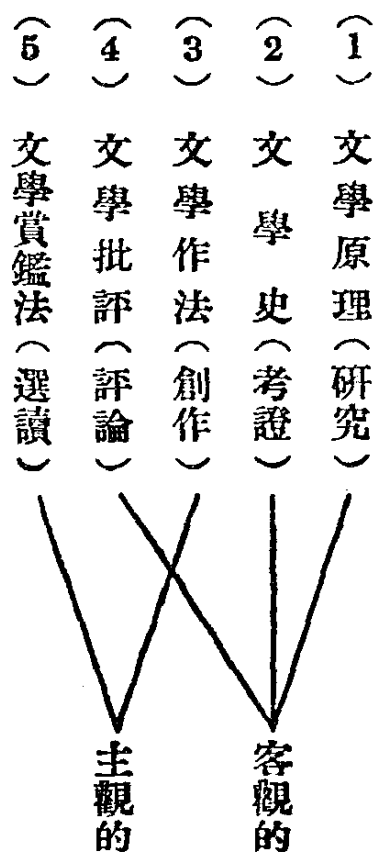 （1）文學原理（研究）
（2）文學史（考證）
（3）文學作法（創作）
（4）文學批評（評論）
（5）文學賞鑑法（選讀）
客觀的
主觀的